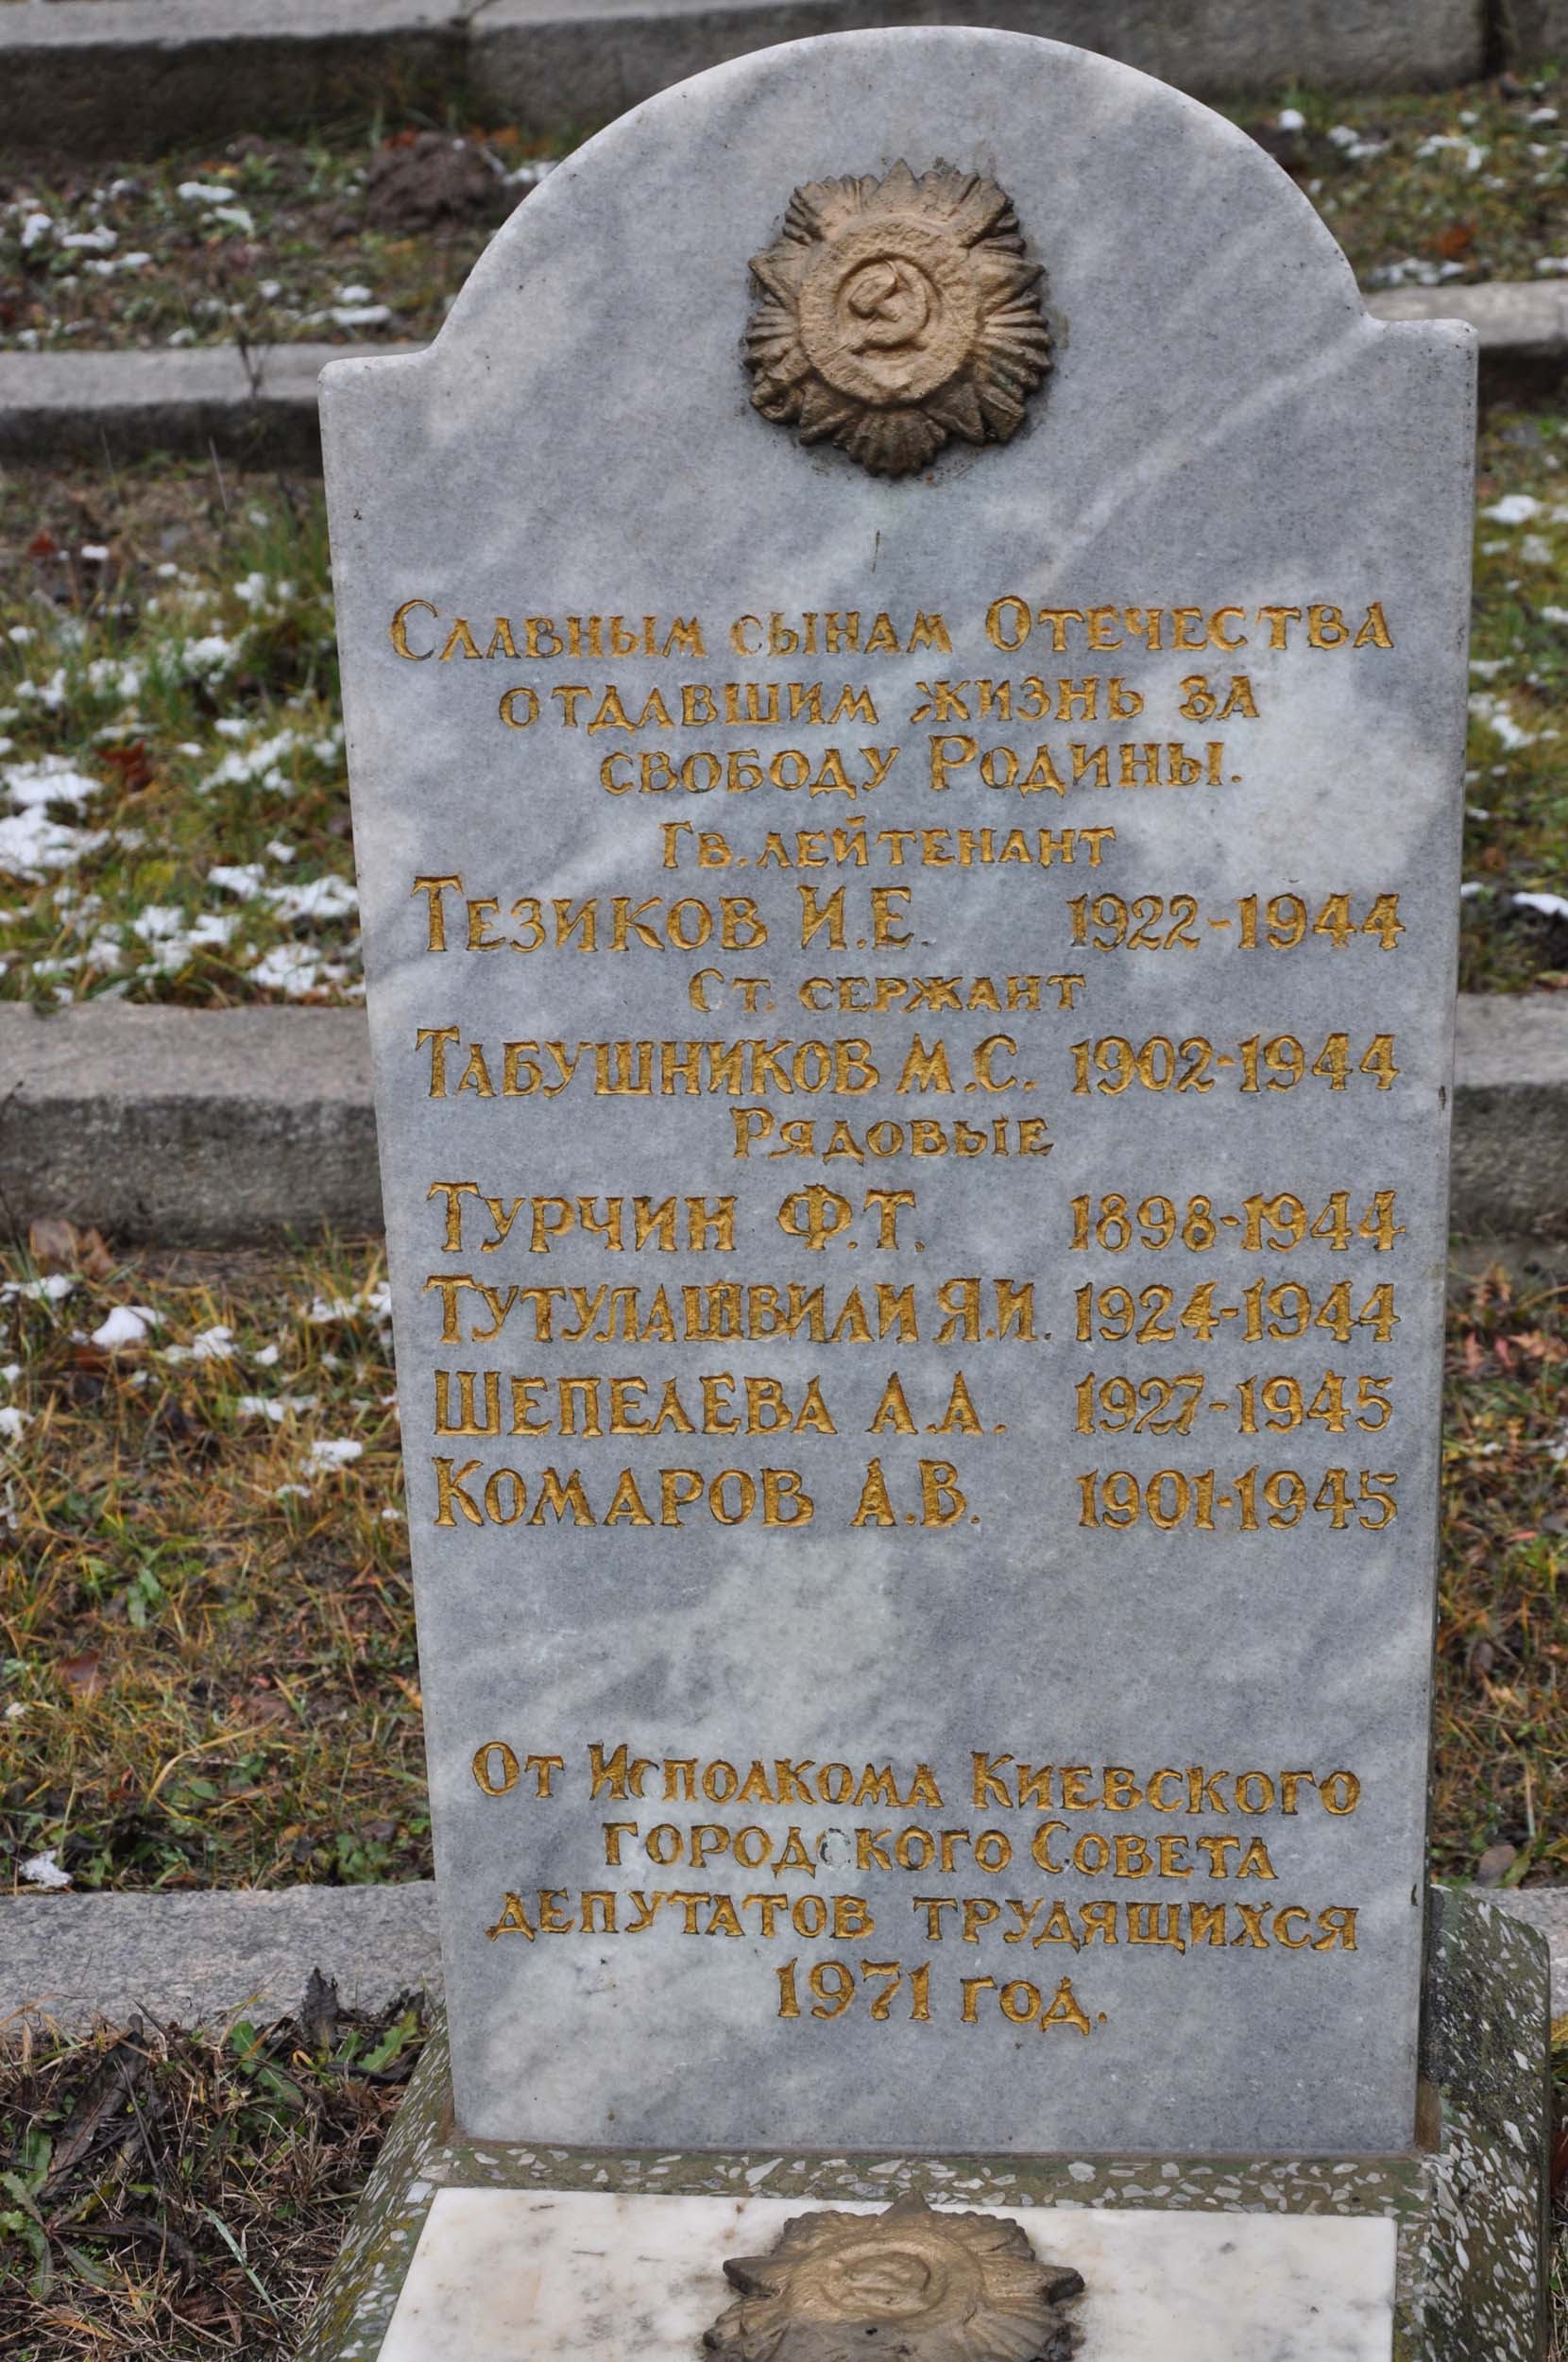 Славным сынам Отечества
отдавшим жизнь за
свободу Родины.
Гв. лейтенант
Тезиков И.Е. 1922-1944
Ст. сержант
Табушников М.С. 1902-1944
Рядовые
Турчин Ф.Т. 1898-1944
Тутулашвили Я.И. 1924-1944
Шепелева А.А. 1927-1945
Комаров А.В. 1901-1945
От Исполкома Киевского
городского Совета
депутатов трудящихся
1971 год.